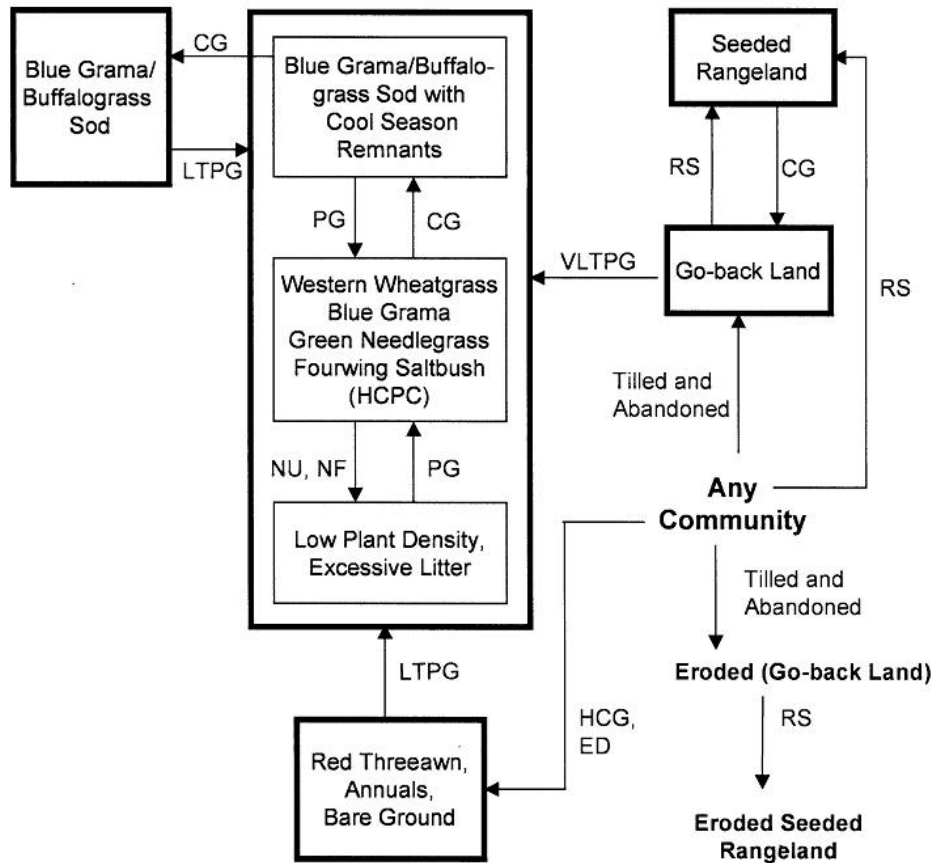 CG
Blue Grama/
Buffalograss
Sod
LTPG
Blue Grama/Buffalo-
grass Sod with
Cool Season
Remnants
PG
CG
Western Wheatgrass
Blue Grama
Green Needlegrass
Fourwing Saltbush
(HCPC)
NU, NF
PG
Low Plant Density,
Excessive Litter
LTPG
Red Threeawn,
Annuals,
Bare Ground
HCG,
ED
Seeded
Rangeland
RS
CG
VLTPG
Go-back Land
RS
Tilled and
Abandoned
Any
Community
Tilled and
Abandoned
Eroded (Go-back Land)
RS
Eroded Seeded
Rangeland